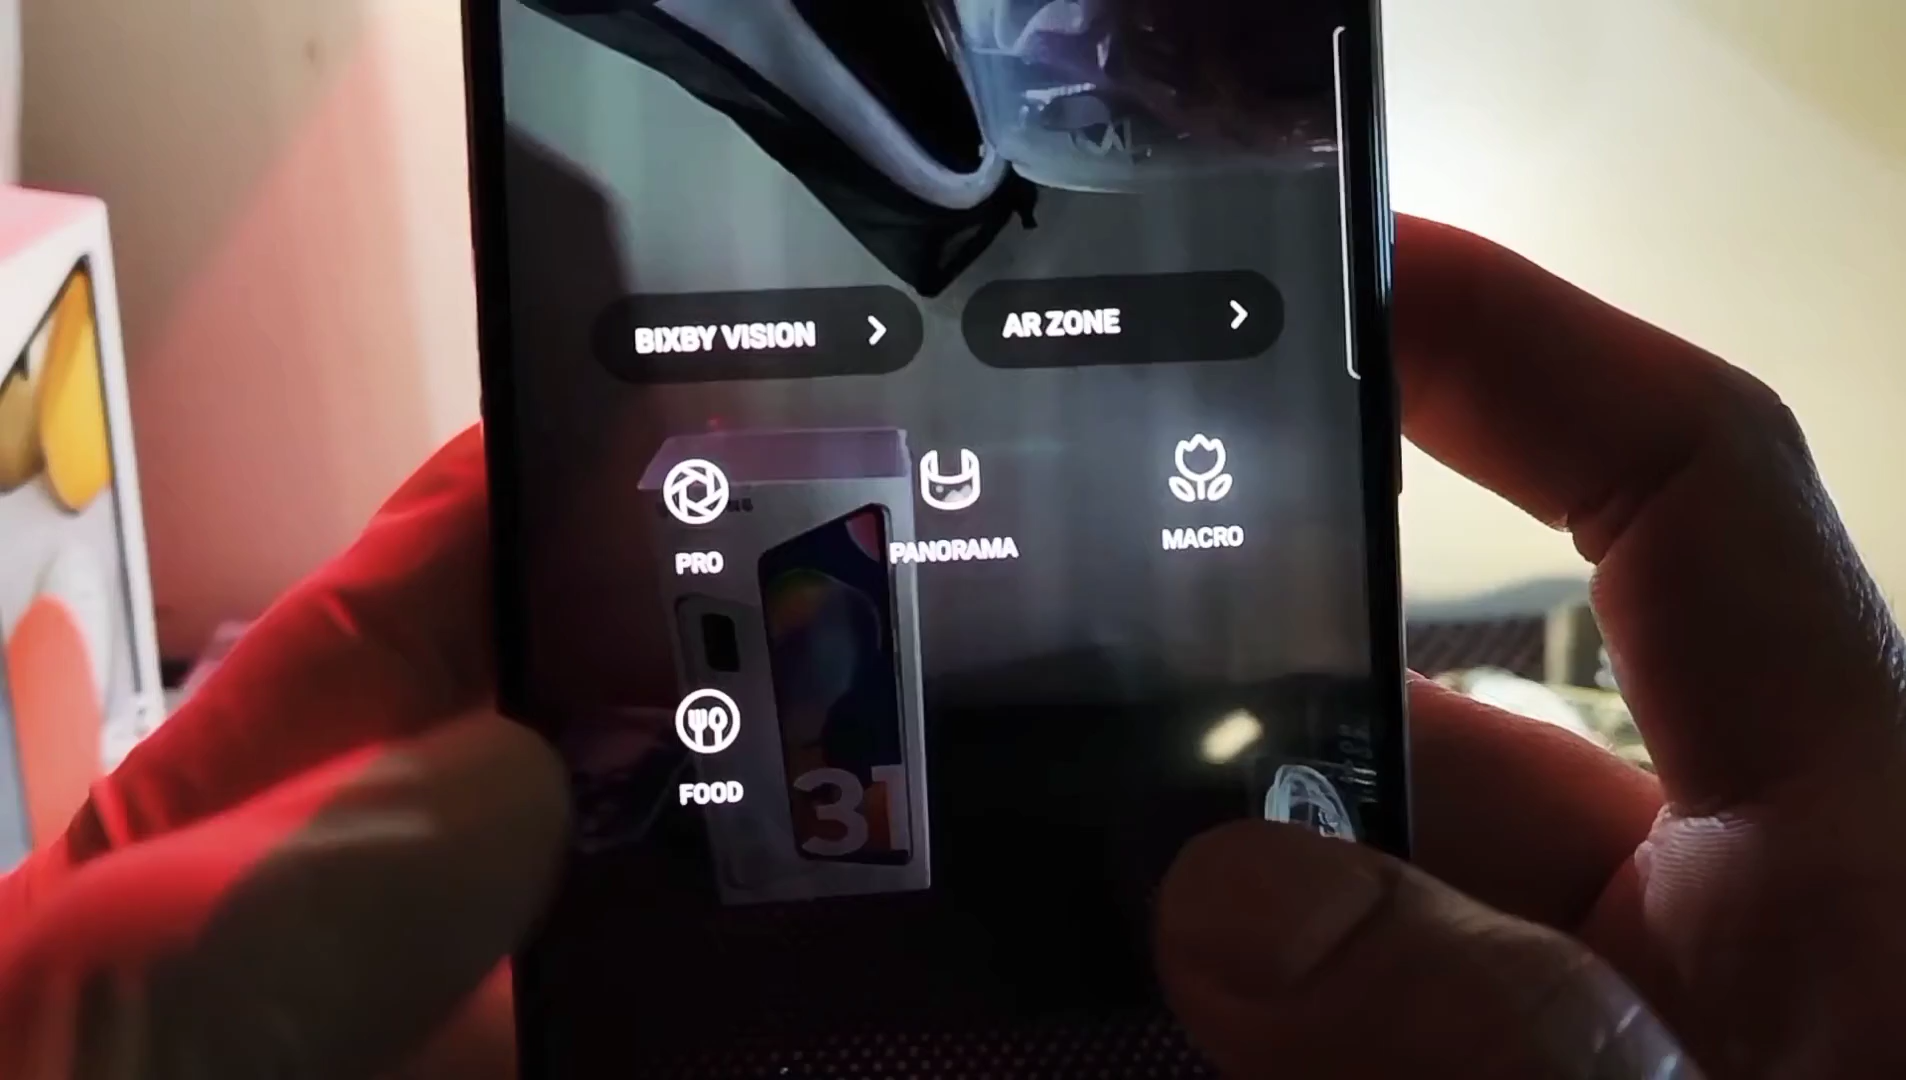 BIXBY VISION
AR ZONE
PRO
PANORAMA
MACRO
FOOD
31